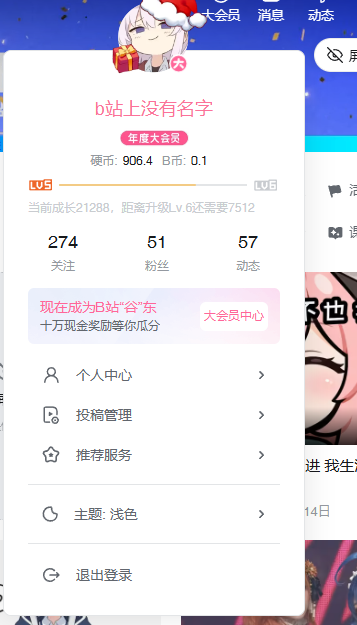 大会员 消息 动态
大
b站上没有名字
年度大会员
硬币: 906.4 B币: 0.1
LV5 LV6
当前成长21288，距离升级Lv.6还需要7512
274 51 57
关注 粉丝 动态
现在成为B站“谷”东
十万现金奖励等你瓜分
大会员中心
个人中心
投稿管理
推荐服务
主题: 浅色
退出登录
不也
进 我生
14日